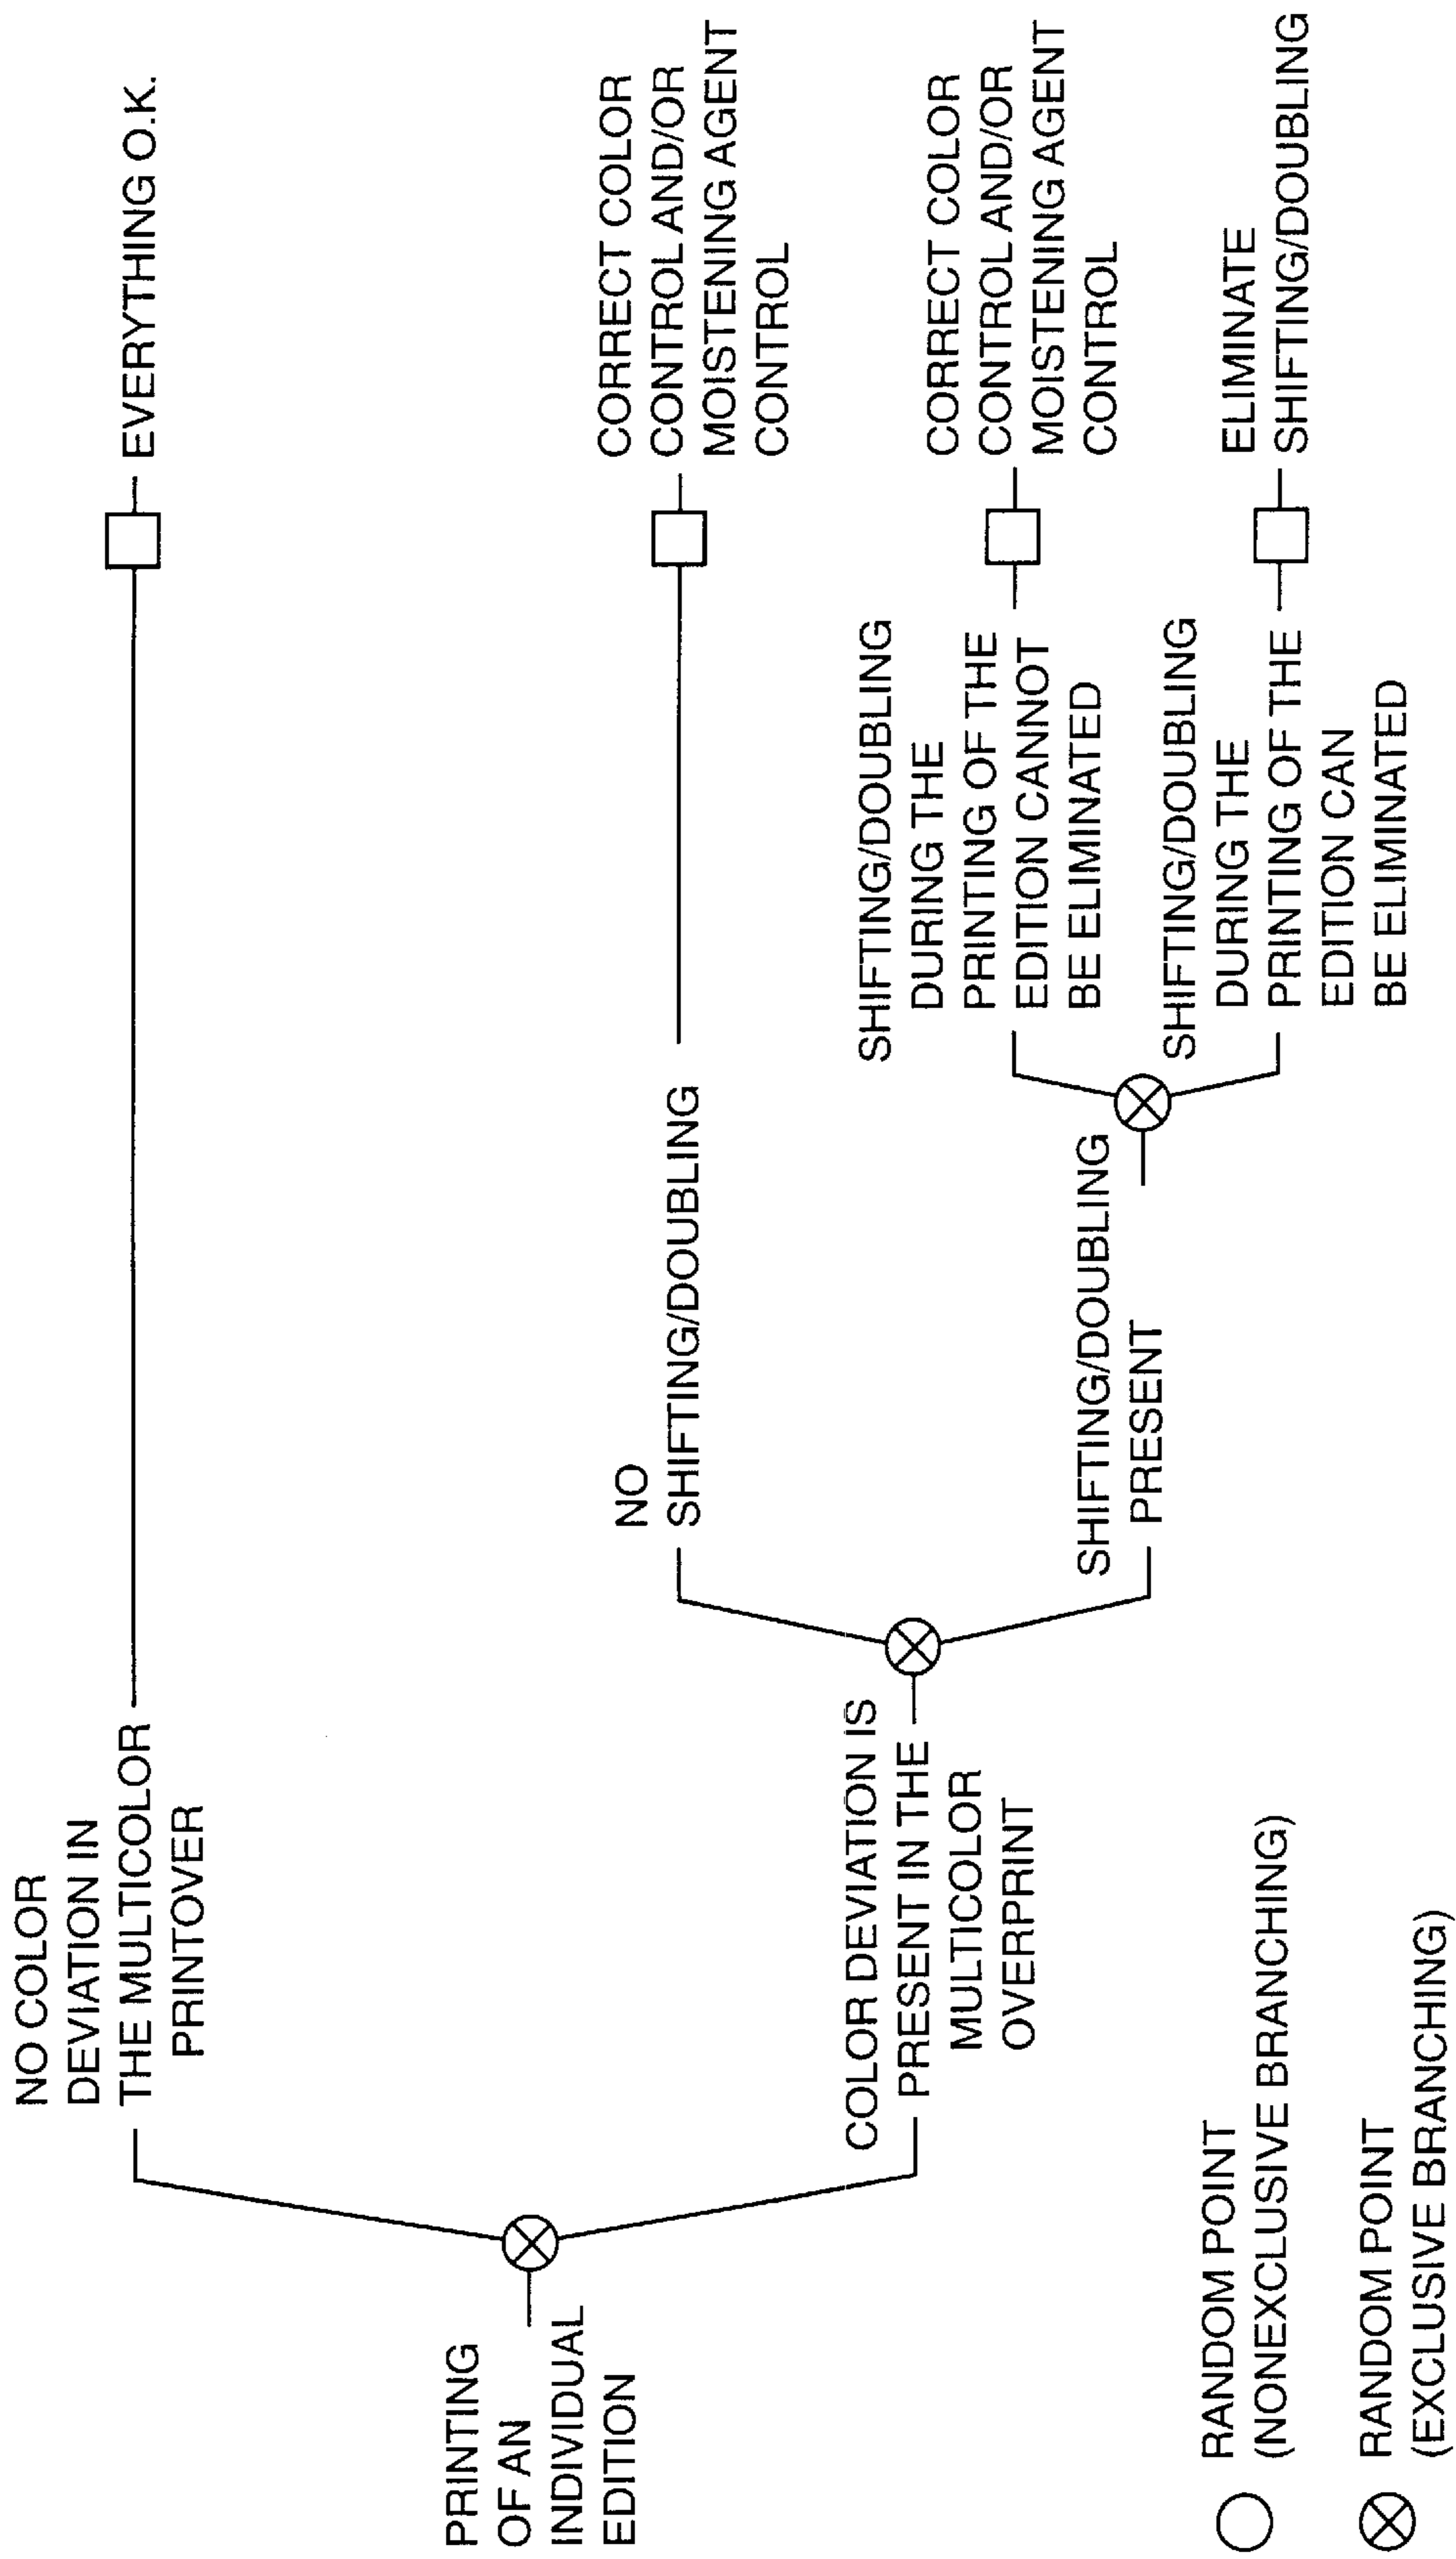 PRINTING
OF AN
INDIVIDUAL
EDITION
NO COLOR
DEVIATION IN
THE MULTICOLOR
PRINTOVER
EVERYTHING O.K.
COLOR DEVIATION IS
PRESENT IN THE
MULTICOLOR
OVERPRINT
NO
SHIFTING/DOUBLING
CORRECT COLOR
CONTROL AND/OR
MOISTENING AGENT
CONTROL
SHIFTING/DOUBLING
PRESENT
SHIFTING/DOUBLING
DURING THE
PRINTING OF THE
EDITION CANNOT
BE ELIMINATED
CORRECT COLOR
CONTROL AND/OR
MOISTENING AGENT
CONTROL
SHIFTING/DOUBLING
DURING THE
PRINTING OF THE
EDITION CAN
BE ELIMINATED
ELIMINATE
SHIFTING/DOUBLING
RANDOM POINT
(NONEXCLUSIVE BRANCHING)
RANDOM POINT
(EXCLUSIVE BRANCHING)